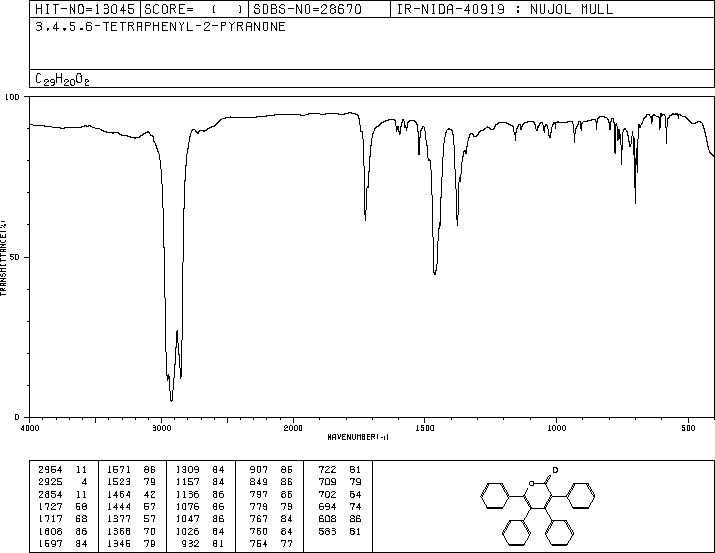 HIT-NO=13045 SCORE= ( ) SDBS-NO=28670 IR-NIDA-40919 : NUJOL MULL
3.4.5.6-TETRAPHENYL-2-PYRANONE
C29H20O2
100
50
0
TRANSMITTANCE(%)
4000 3000 2000 1500 1000 500
WAVENUMBER(-1)
2954 11 1571 86 1309 84 907 86 722 81
2925 4 1523 79 1157 84 849 86 709 79
2854 11 1464 42 1136 86 797 86 702 64
1727 60 1444 57 1076 86 779 79 694 74
1717 68 1377 57 1047 86 767 84 608 86
1608 86 1368 70 1026 84 760 84 583 81
1597 84 1346 79 932 81 754 77
O
O